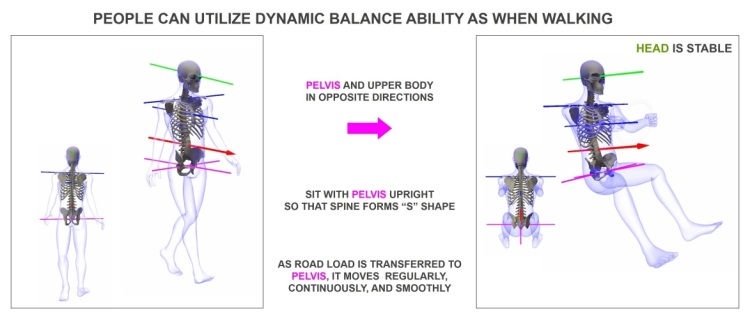 PEOPLE CAN UTILIZE DYNAMIC BALANCE ABILITY AS WHEN WALKING
HEAD IS STABLE
PELVIS AND UPPER BODY
IN OPPOSITE DIRECTIONS
SIT WITH PELVIS UPRIGHT
SO THAT SPINE FORMS “S” SHAPE
AS ROAD LOAD IS TRANSFERRED TO
PELVIS, IT MOVES REGULARLY,
CONTINUOUSLY, AND SMOOTHLY